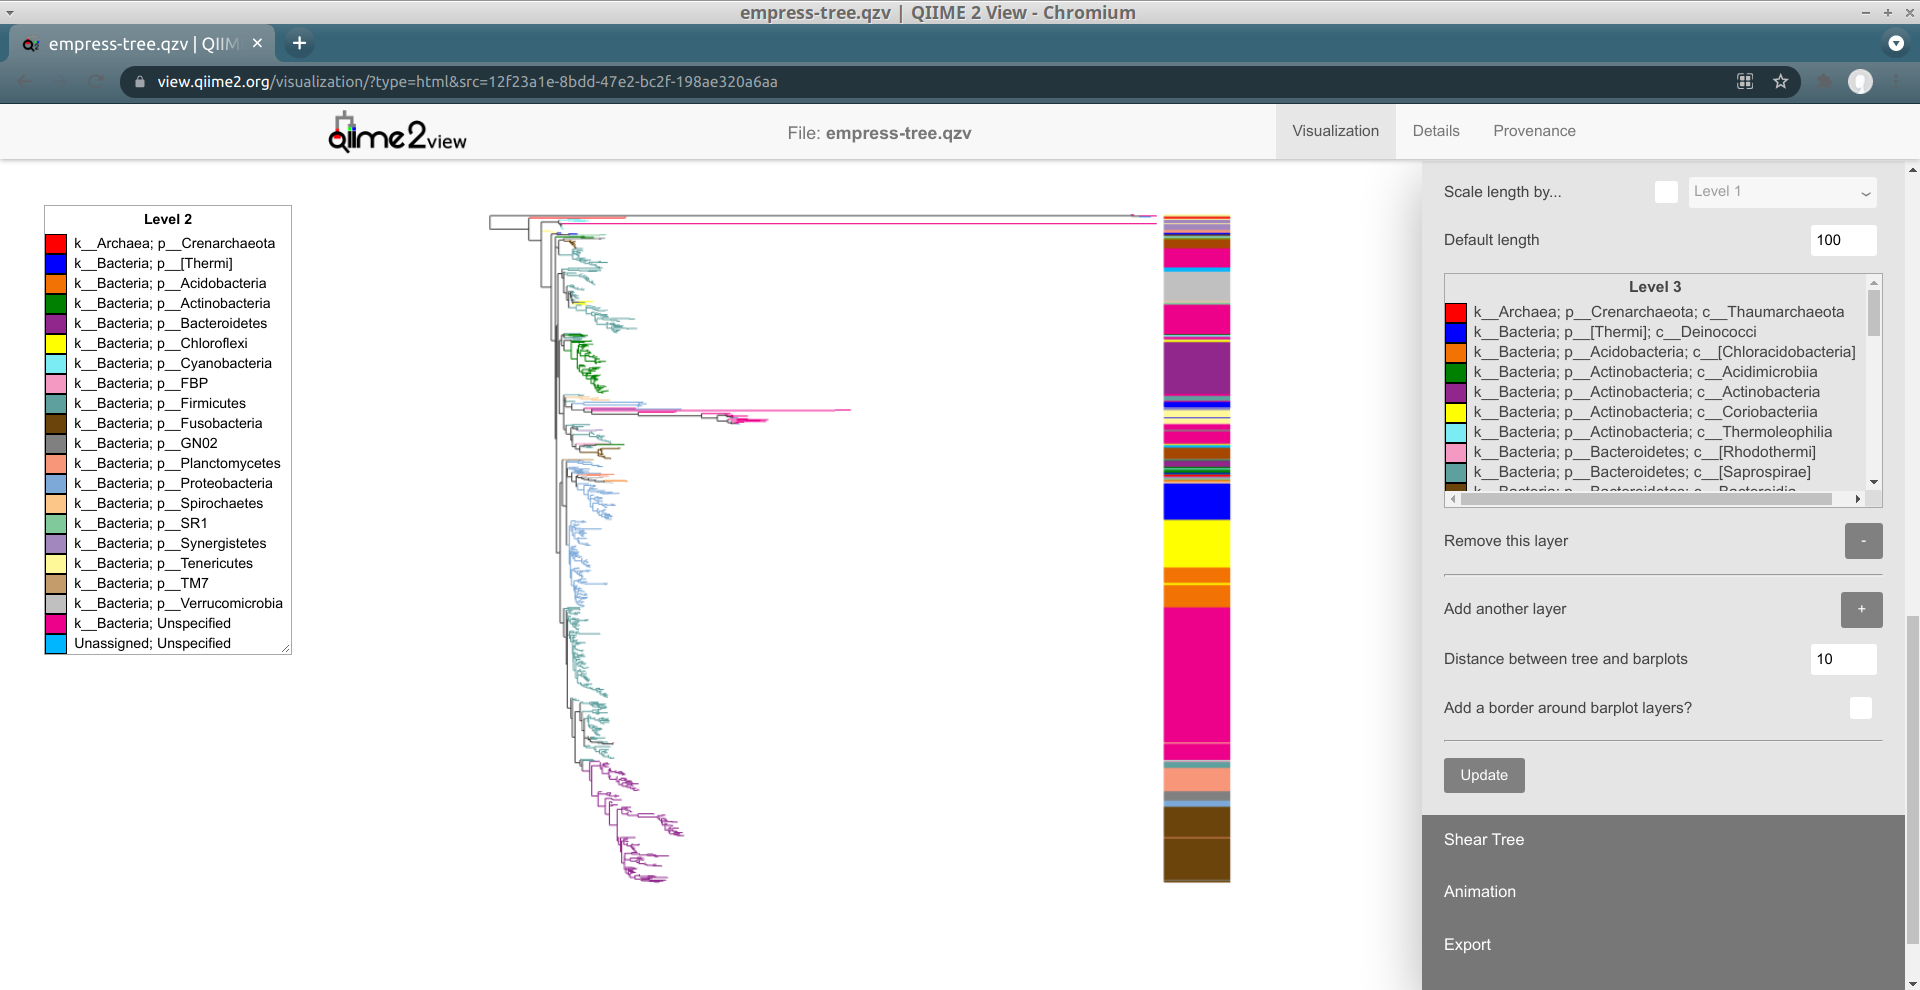 empress-tree.qzv | QIIME 2 View - Chromium
empress-tree.qzv | QIIM
view.qiime2.org/visualization/?type=html&src=12f23a1e-8bdd-47e2-bc2f-198ae320a6aa
qiime2view
File: empress-tree.qzv
Visualization
Details
Provenance
Level 2
k__Archaea; p__Crenarchaeota
k__Bacteria; p__[Thermi]
k__Bacteria; p__Acidobacteria
k__Bacteria; p__Actinobacteria
k__Bacteria; p__Bacteroidetes
k__Bacteria; p__Chloroflexi
k__Bacteria; p__Cyanobacteria
k__Bacteria; p__FBP
k__Bacteria; p__Firmicutes
k__Bacteria; p__Fusobacteria
k__Bacteria; p__GN02
k__Bacteria; p__Planctomycetes
k__Bacteria; p__Proteobacteria
k__Bacteria; p__Spirochaetes
k__Bacteria; p__SR1
k__Bacteria; p__Synergistetes
k__Bacteria; p__Tenericutes
k__Bacteria; p__TM7
k__Bacteria; p__Verrucomicrobia
k__Bacteria; Unspecified
Unassigned; Unspecified
Scale length by...
Level 1
Default length
100
Level 3
k__Archaea; p__Crenarchaeota; c__Thaumarchaeota
k__Bacteria; p__[Thermi]; c__Deinococci
k__Bacteria; p__Acidobacteria; c__[Chloracidobacteria]
k__Bacteria; p__Actinobacteria; c__Acidimicrobiia
k__Bacteria; p__Actinobacteria; c__Actinobacteria
k__Bacteria; p__Actinobacteria; c__Coriobacteriia
k__Bacteria; p__Actinobacteria; c__Thermoleophilia
k__Bacteria; p__Bacteroidetes; c__[Rhodothermi]
k__Bacteria; p__Bacteroidetes; c__[Saprospirae]
k__Bacteria; p__Bacteroidetes; c__Bacteroidia
Remove this layer
-
Add another layer
+
Distance between tree and barplots
10
Add a border around barplot layers?
Update
Shear Tree
Animation
Export